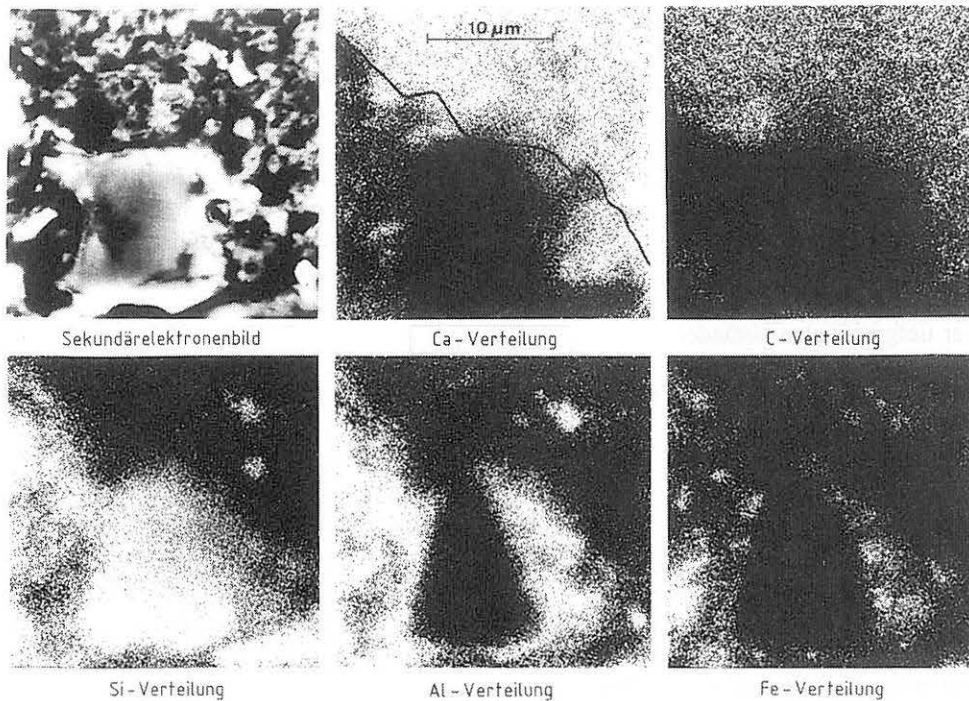 10 µm
Sekundärelektronenbild
Ca-Verteilung
C-Verteilung
Si-Verteilung
Al-Verteilung
Fe-Verteilung